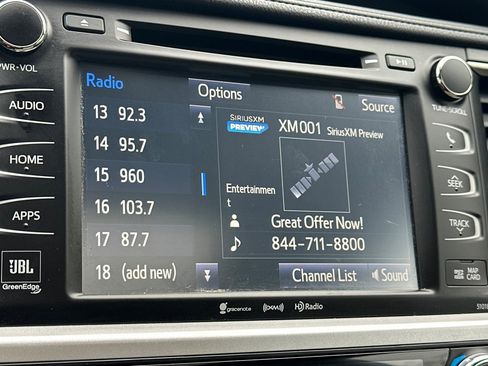 PWR•VOL
AUDIO
HOME
APPS
JBL
GreenEdge
Radio
Options
Source
13 92.3
14 95.7
15 960
16 103.7
17 87.7
18 (add new)
SIRIUSXM
PREVIEW
XM001 SiriusXM Preview
Entertainmen
t
Great Offer Now!
844-711-8800
Channel List
Sound
TUNE•SCROLL
SEEK
TRACK
MAP
CARD
gracenote
XM
HD Radio